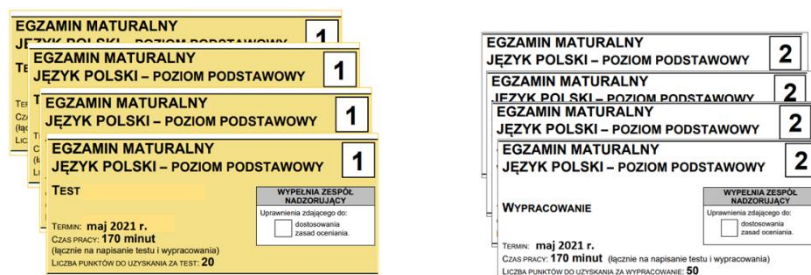 EGZAMIN MATURALNY
JĘZYK POLSKI – POZIOM PODSTAWOWY
1
EGZAMIN MATURALNY
JĘZYK POLSKI – POZIOM PODSTAWOWY
1
EGZAMIN MATURALNY
JĘZYK POLSKI – POZIOM PODSTAWOWY
1
EGZAMIN MATURALNY
JĘZYK POLSKI – POZIOM PODSTAWOWY
1
TEST
WYPEŁNIA ZESPÓŁ
NADZORUJĄCY
Uprawnienia zdającego do:
dostosowania
zasad oceniania.
TERMIN: maj 2021 r.
CZAS PRACY: 170 minut
(łącznie na napisanie testu i wypracowania)
LICZBA PUNKTÓW DO UZYSKANIA ZA TEST: 20
EGZAMIN MATURALNY
JĘZYK POLSKI – POZIOM PODSTAWOWY
2
EGZAMIN MATURALNY
JĘZYK POLSKI – POZIOM PODSTAWOWY
2
EGZAMIN MATURALNY
JĘZYK POLSKI – POZIOM PODSTAWOWY
2
EGZAMIN MATURALNY
JĘZYK POLSKI – POZIOM PODSTAWOWY
2
WYPRACOWANIE
WYPEŁNIA ZESPÓŁ
NADZORUJĄCY
Uprawnienia zdającego do:
dostosowania
zasad oceniania.
TERMIN: maj 2021 r.
CZAS PRACY: 170 minut (łącznie na napisanie testu i wypracowania)
LICZBA PUNKTÓW DO UZYSKANIA ZA WYPRACOWANIE: 50